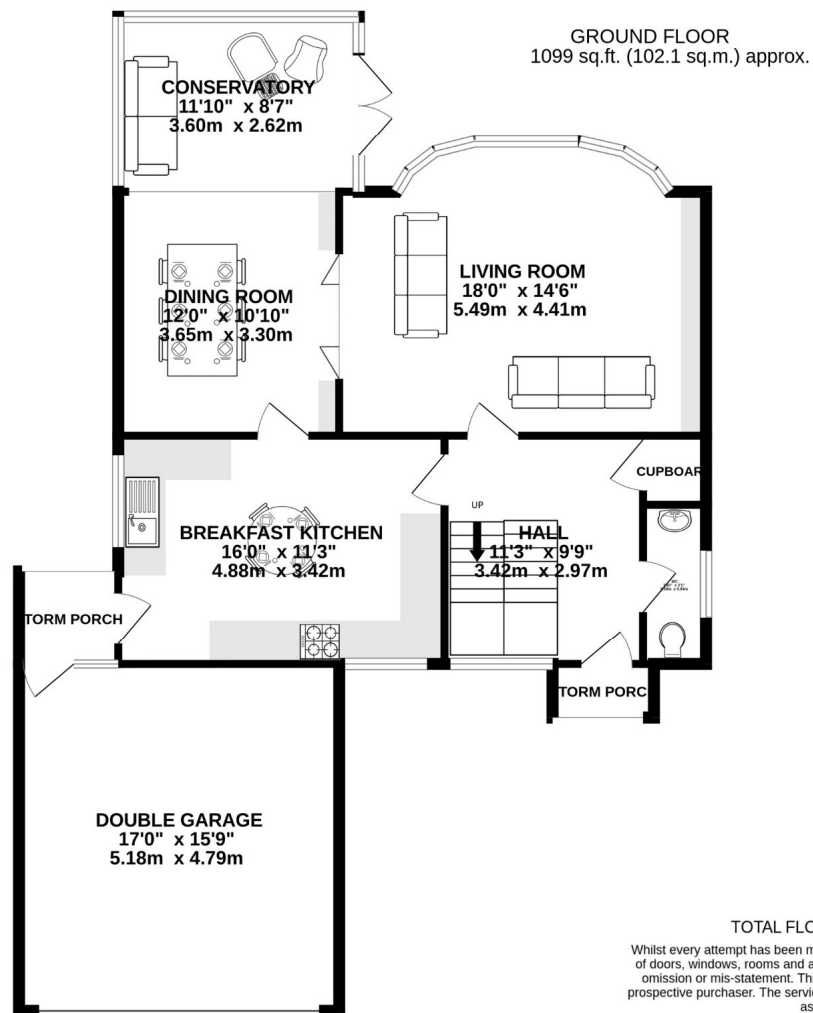 GROUND FLOOR
1099 sq.ft. (102.1 sq.m.) approx.
CONSERVATORY
11'10" x 8'7"
3.60m x 2.62m
LIVING ROOM
18'0" x 14'6"
5.49m x 4.41m
DINING ROOM
12'0" x 10'10"
3.65m x 3.30m
CUPBOAR
UP
BREAKFAST KITCHEN
16'0" x 11'3"
4.88m x 3.42m
HALL
11'3" x 9'9"
3.42m x 2.97m
WC
TORM PORCH
TORM PORC
DOUBLE GARAGE
17'0" x 15'9"
5.18m x 4.79m
TOTAL FLO
Whilst every attempt has been m
of doors, windows, rooms and a
omission or mis-statement. Thi
prospective purchaser. The servic
as